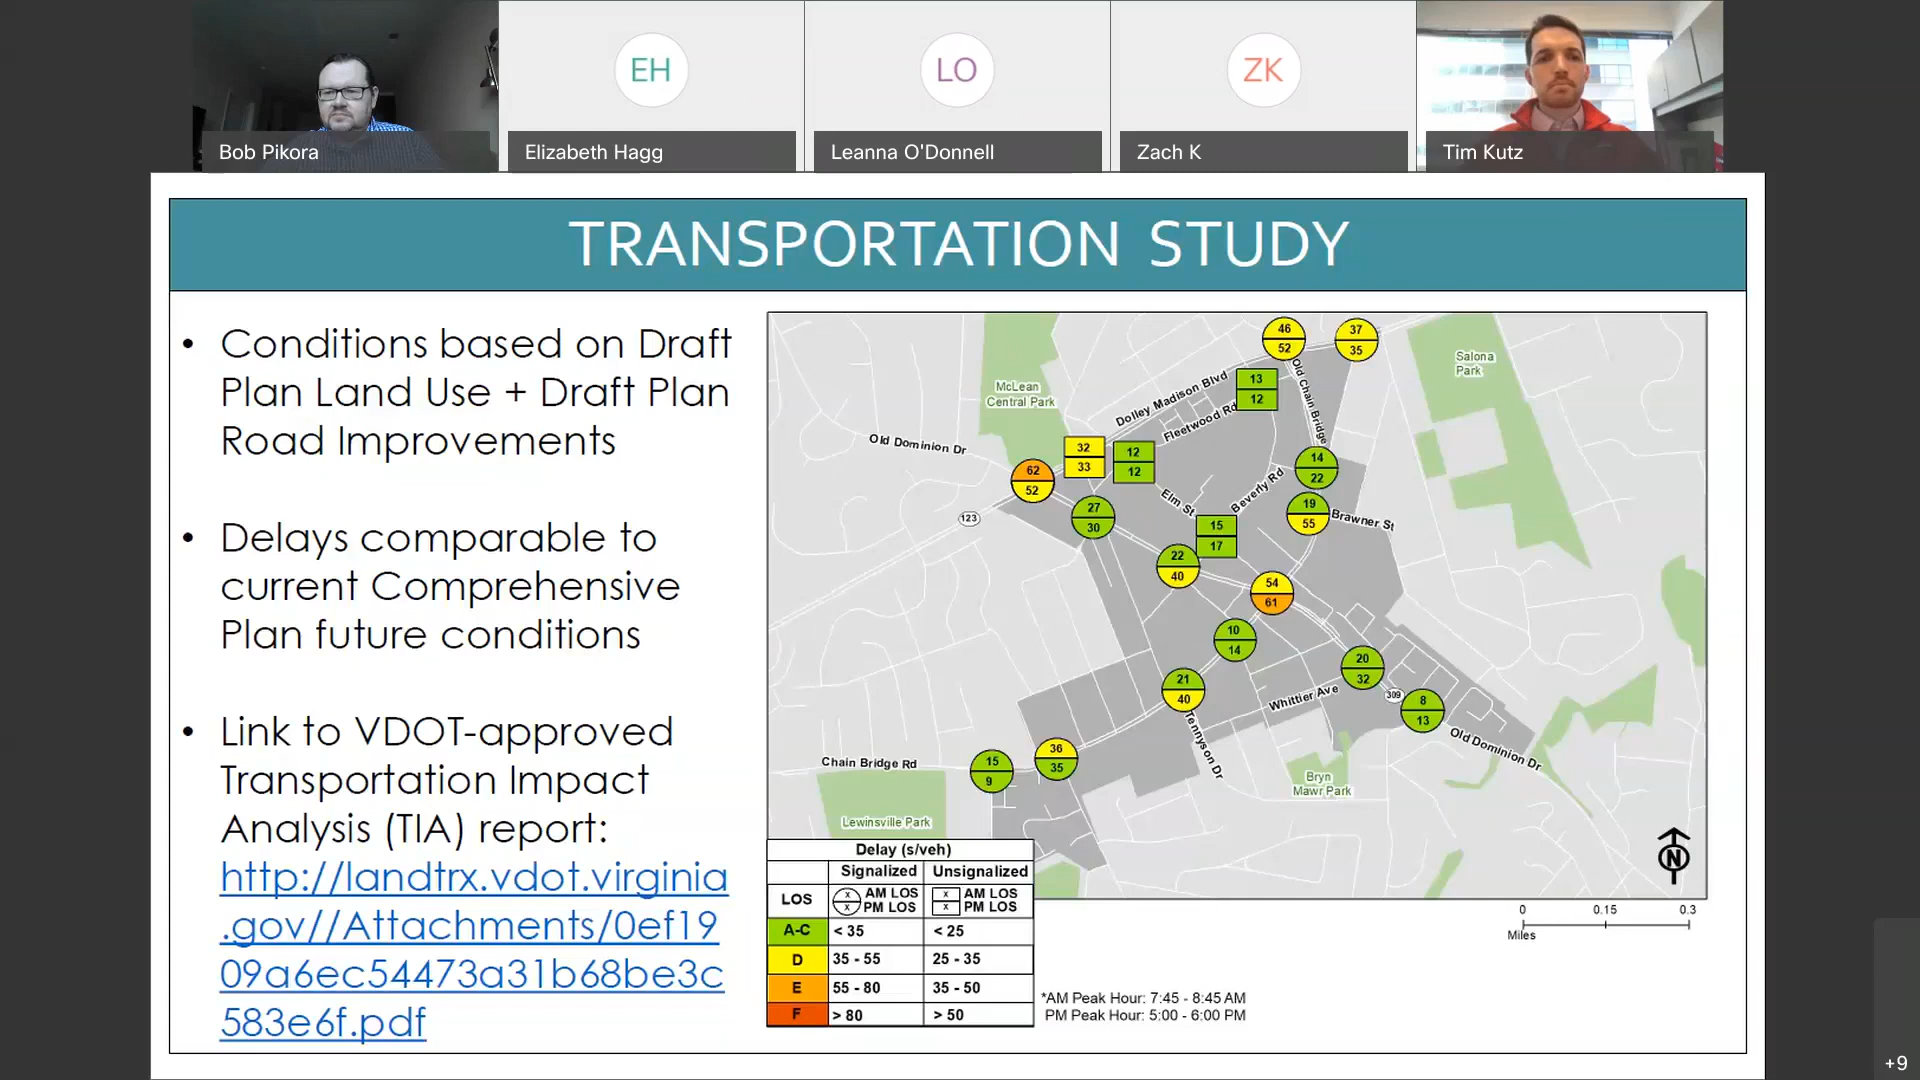 EH
LO
ZK
Bob Pikora
Elizabeth Hagg
Leanna O'Donnell
Zach K
Tim Kutz
TRANSPORTATION STUDY
• Conditions based on Draft
Plan Land Use + Draft Plan
Road Improvements
• Delays comparable to
current Comprehensive
Plan future conditions
• Link to VDOT-approved
Transportation Impact
Analysis (TIA) report:
http://landtrx.vdot.virginia
.gov//Attachments/0ef19
09a6ec54473a31b68be3c
583e6f.pdf
46
52
37
35
Salona
Park
McLean
Central Park
Dolley Madison Blvd
13
12
Old Chain Bridge
Fleetwood Rd
Old Dominion Dr
32
33
12
12
62
52
14
22
123
27
30
Elm St
Beverly Rd
19
55
Brawner St
15
17
22
40
54
61
10
14
20
32
21
40
Whittier Ave
309
8
13
Tennyson Dr
Old Dominion Dr
36
35
Chain Bridge Rd
15
9
Bryn
Mawr Park
Lewinsville Park
N
Delay (s/veh)
Signalized Unsignalized
LOS x AM LOS x AM LOS
x PM LOS x PM LOS
A-C < 35 < 25
D 35 - 55 25 - 35
E 55 - 80 35 - 50
F > 80 > 50
0 0.15 0.3
Miles
*AM Peak Hour: 7:45 - 8:45 AM
PM Peak Hour: 5:00 - 6:00 PM
+9